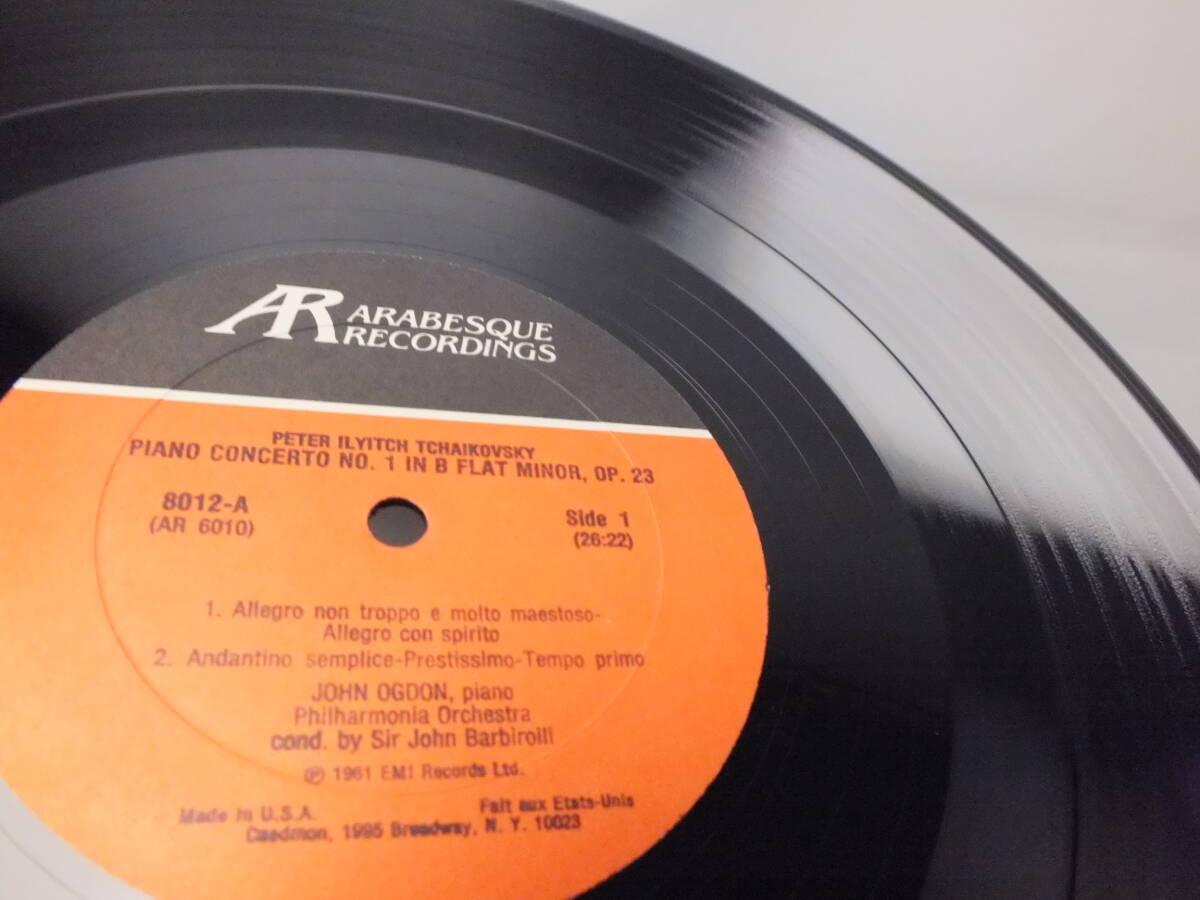 AR ARABESQUE
RECORDINGS
PETER ILYITCH TCHAIKOVSKY
PIANO CONCERTO NO. 1 IN B FLAT MINOR, OP. 23
8012-A
(AR 6010)
Side 1
(26:22)
1. Allegro non troppo e molto maestoso-
Allegro con spirito
2. Andantino semplice-Prestissimo-Tempo primo
JOHN OGDON, piano
Philharmonia Orchestra
cond. by Sir John Barbirolli
℗ 1961 EMI Records Ltd.
Made in U.S.A. Fait aux Etats-Unis
Caedmon, 1995 Broadway, N. Y. 10023